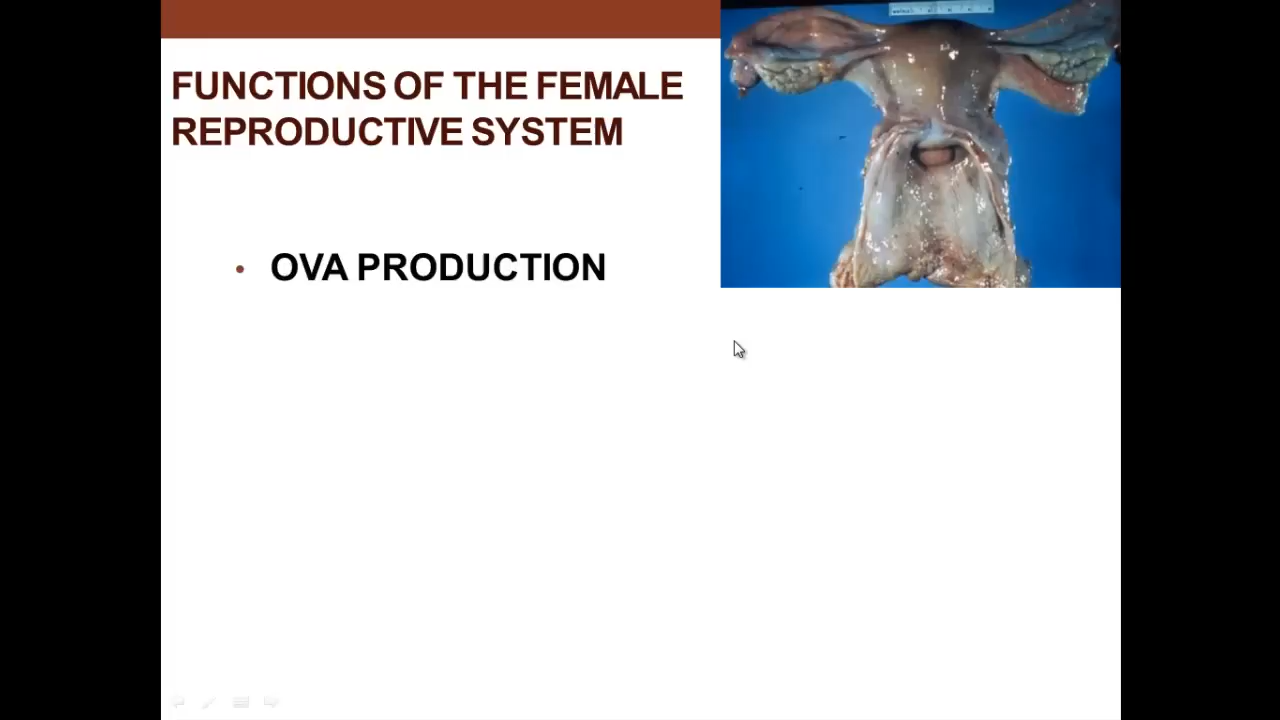 FUNCTIONS OF THE FEMALE
REPRODUCTIVE SYSTEM
• OVA PRODUCTION